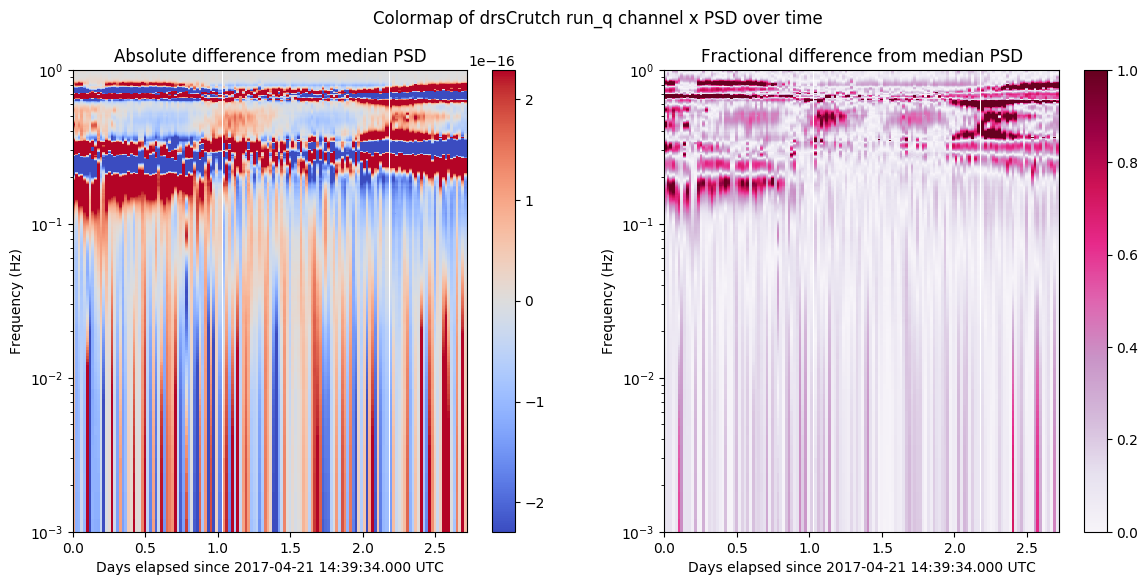 Colormap of drsCrutch run_q channel x PSD over time
Absolute difference from median PSD
1e−16
Frequency (Hz)
10⁰
10⁻¹
10⁻²
10⁻³
0.0 0.5 1.0 1.5 2.0 2.5
Days elapsed since 2017-04-21 14:39:34.000 UTC
2
1
0
−1
−2
Fractional difference from median PSD
Frequency (Hz)
10⁰
10⁻¹
10⁻²
10⁻³
0.0 0.5 1.0 1.5 2.0 2.5
Days elapsed since 2017-04-21 14:39:34.000 UTC
1.0
0.8
0.6
0.4
0.2
0.0